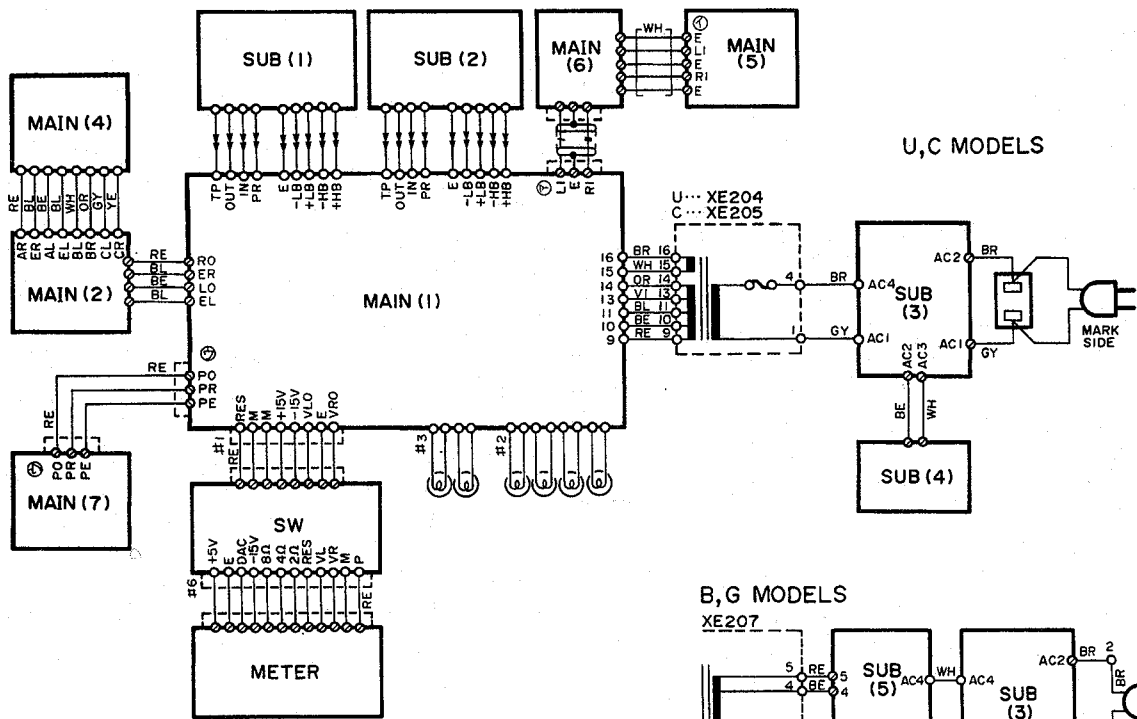 SUB (1)
TP OUT IN PR E -LB +LB -HB +HB
SUB (2)
TP OUT IN PR E -LB +LB -HB +HB
MAIN (6)
L1 E R1
WH
E
L1
E
R1
E
MAIN (5)
MAIN (4)
RE BL BE BL WH OR GY YE
AR ER AL EL BL BR CL CR
MAIN (2)
RE RO
BL ER
BE LO
BL EL
MAIN (1)
RE PO
PR
PE
RE
PO PR PE
MAIN (7)
#1
RE
RES M M +15V -15V VLO E VRO
#3
#2
SW
+5V E DAC -15V 8Ω 4Ω 2Ω RES VL VR M P
#6
RE
METER
U,C MODELS
U··· XE204
C··· XE205
16 BR 16
15 WH 15
14 OR 14
13 VI 13
11 BL 11
10 BE 10
9 RE 9
4 BR AC4
1 GY AC1
SUB (3)
AC2 BR
AC1 GY
AC2 AC3
BE WH
SUB (4)
MARK SIDE
B,G MODELS
XE207
5 RE 5
4 BE 4
SUB (5)
AC4 WH AC4
SUB (3)
AC2 BR 2
BR